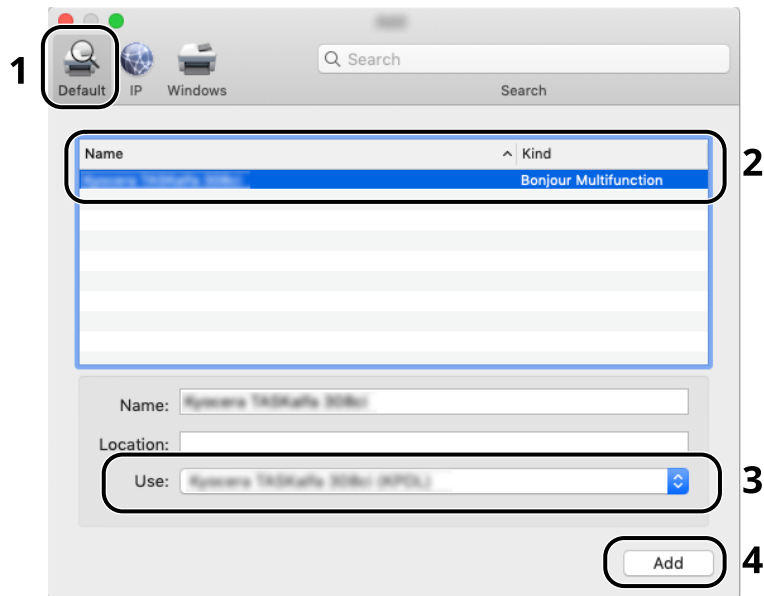 1
Default IP Windows
Search
Search
2
Name Kind
Bonjour Multifunction
Name:
Location:
Use:
3
Add
4